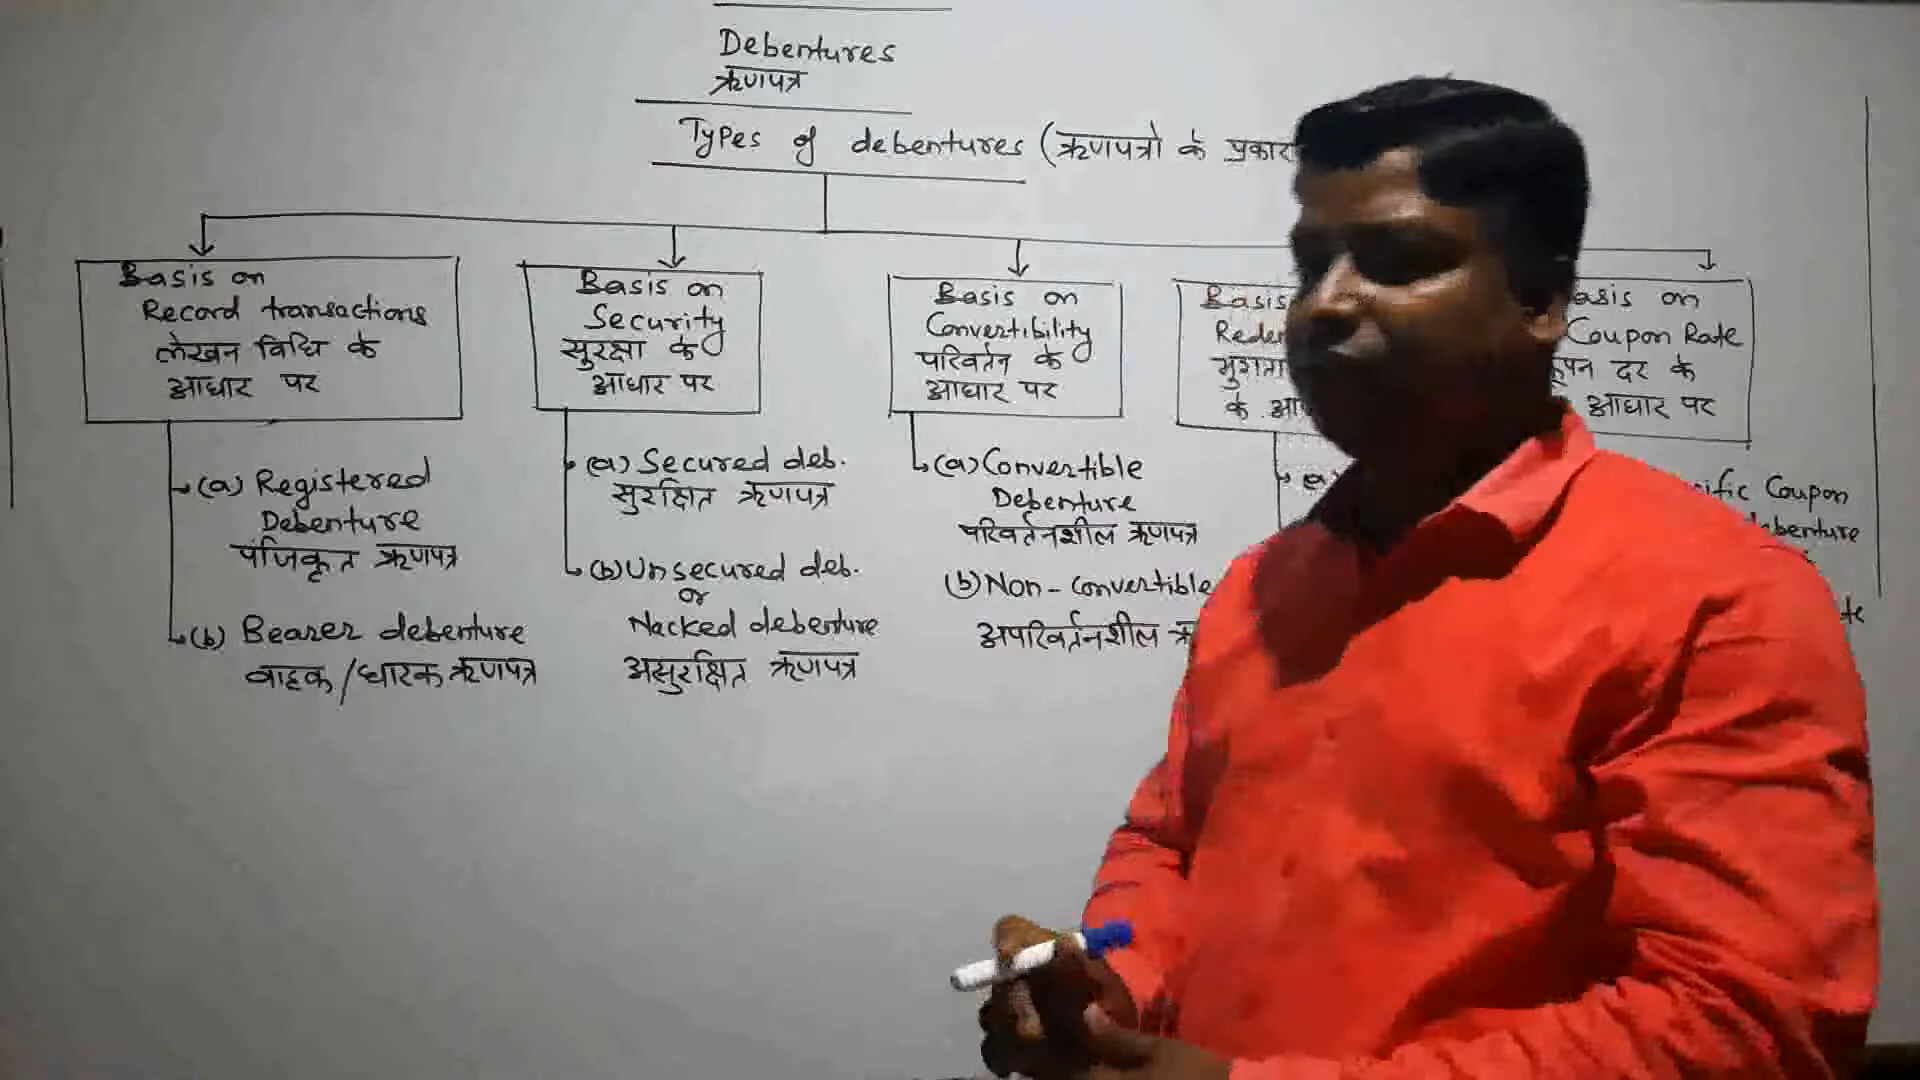 Debentures
ऋणपत्र
Types of debentures (ऋणपत्रो के प्रकार
Basis on
Record transactions
लेखन विधि के
आधार पर
(a) Registered
Debenture
पंजिकृत ऋणपत्र
(b) Bearer debenture
वाहक/धारक ऋणपत्र
Basis on
Security
सुरक्षा के
आधार पर
(a) Secured deb.
सुरक्षित ऋणपत्र
(b) Unsecured deb.
or
Nacked debenture
असुरक्षित ऋणपत्र
Basis on
Convertibility
परिवर्तन के
आधार पर
(a) Convertible
Debenture
परिवर्तनशील ऋणपत्र
(b) Non-convertible
अपरिवर्तनशील
Basis
के
on
Coupon Rate
दर के
आधार पर
Coupon